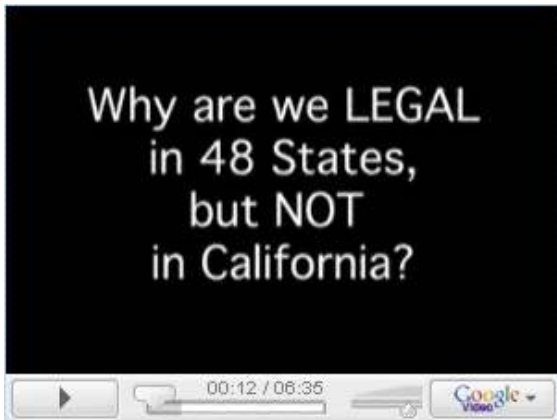 Why are we LEGAL
in 48 States,
but NOT
in California?
00:12 / 06:35
Google
Video